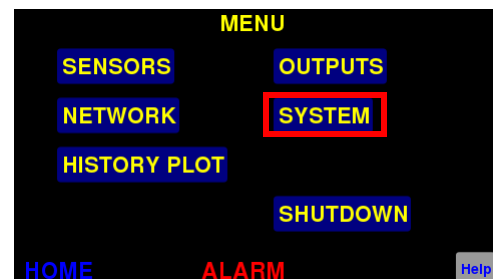 MENU
SENSORS OUTPUTS
NETWORK SYSTEM
HISTORY PLOT
SHUTDOWN
HOME ALARM Help